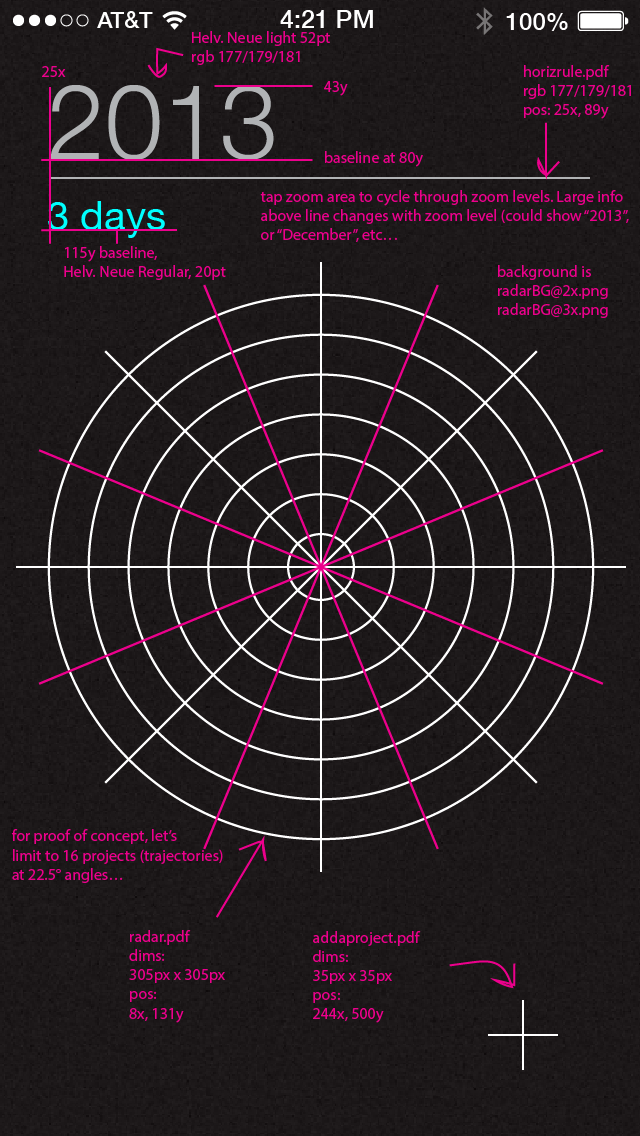 AT&T 4:21 PM 100%
Helv. Neue light 52pt
rgb 177/179/181
25x
horizrule.pdf
rgb 177/179/181
pos: 25x, 89y
43y
2013
baseline at 80y
3 days
tap zoom area to cycle through zoom levels. Large info
above line changes with zoom level (could show “2013”,
or “December”, etc…
115y baseline,
Helv. Neue Regular, 20pt
background is
radarBG@2x.png
radarBG@3x.png
for proof of concept, let’s
limit to 16 projects (trajectories)
at 22.5° angles…
radar.pdf
dims:
305px x 305px
pos:
8x, 131y
addaproject.pdf
dims:
35px x 35px
pos:
244x, 500y